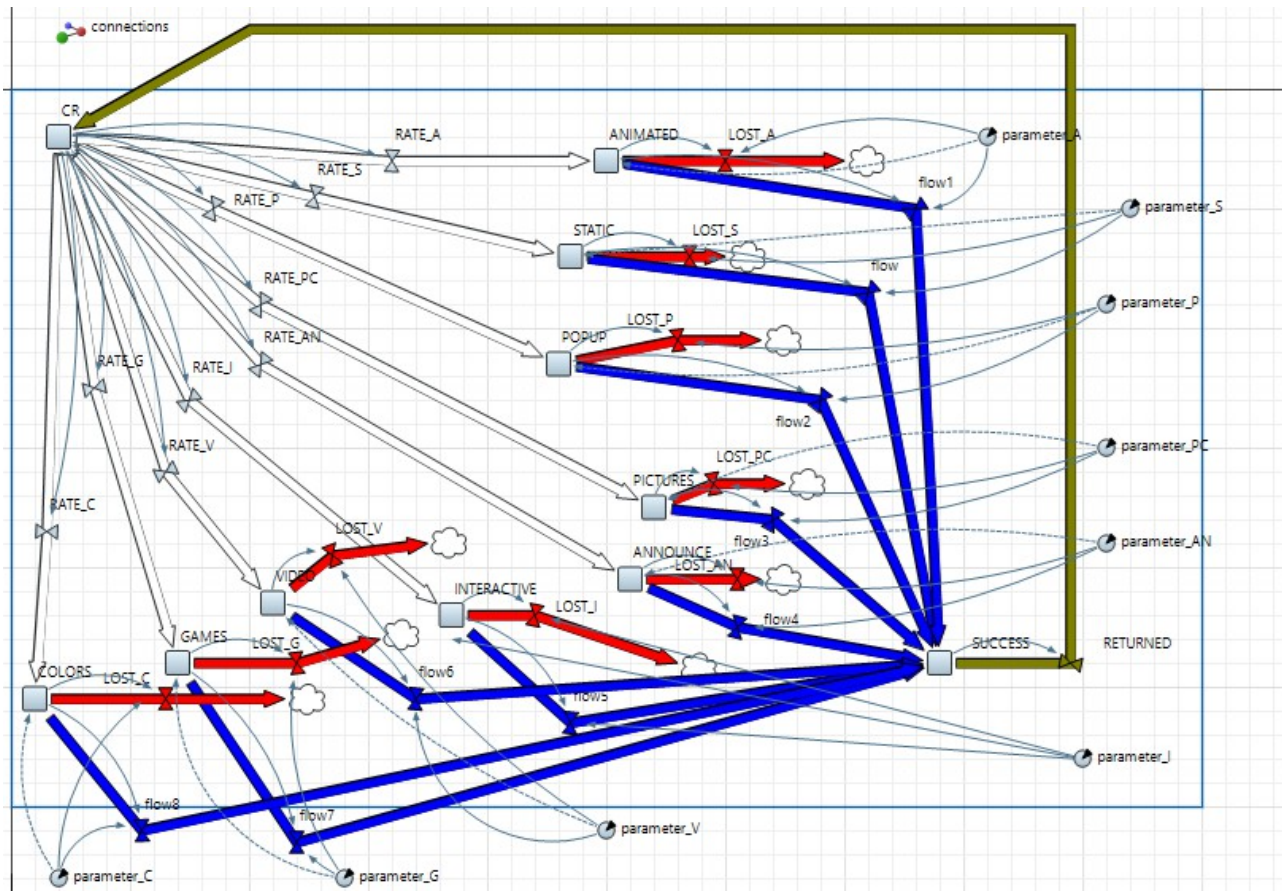 connections
CR
RATE_A
ANIMATED
LOST_A
parameter_A
RATE_S
RATE_P
flow1
parameter_S
STATIC
LOST_S
flow
RATE_PC
parameter_P
LOST_P
RATE_AN
POPUP
RATE_G
RATE_I
flow2
RATE_V
parameter_PC
LOST_PC
PICTURES
RATE_C
LOST_V
flow3
parameter_AN
ANNOUNCE
LOST_AN
VIDEO
INTERACTIVE
LOST_I
flow4
GAMES
LOST_G
SUCCESS
RETURNED
COLORS
LOST_C
flow6
flow5
parameter_I
flow8
flow7
parameter_V
parameter_C
parameter_G